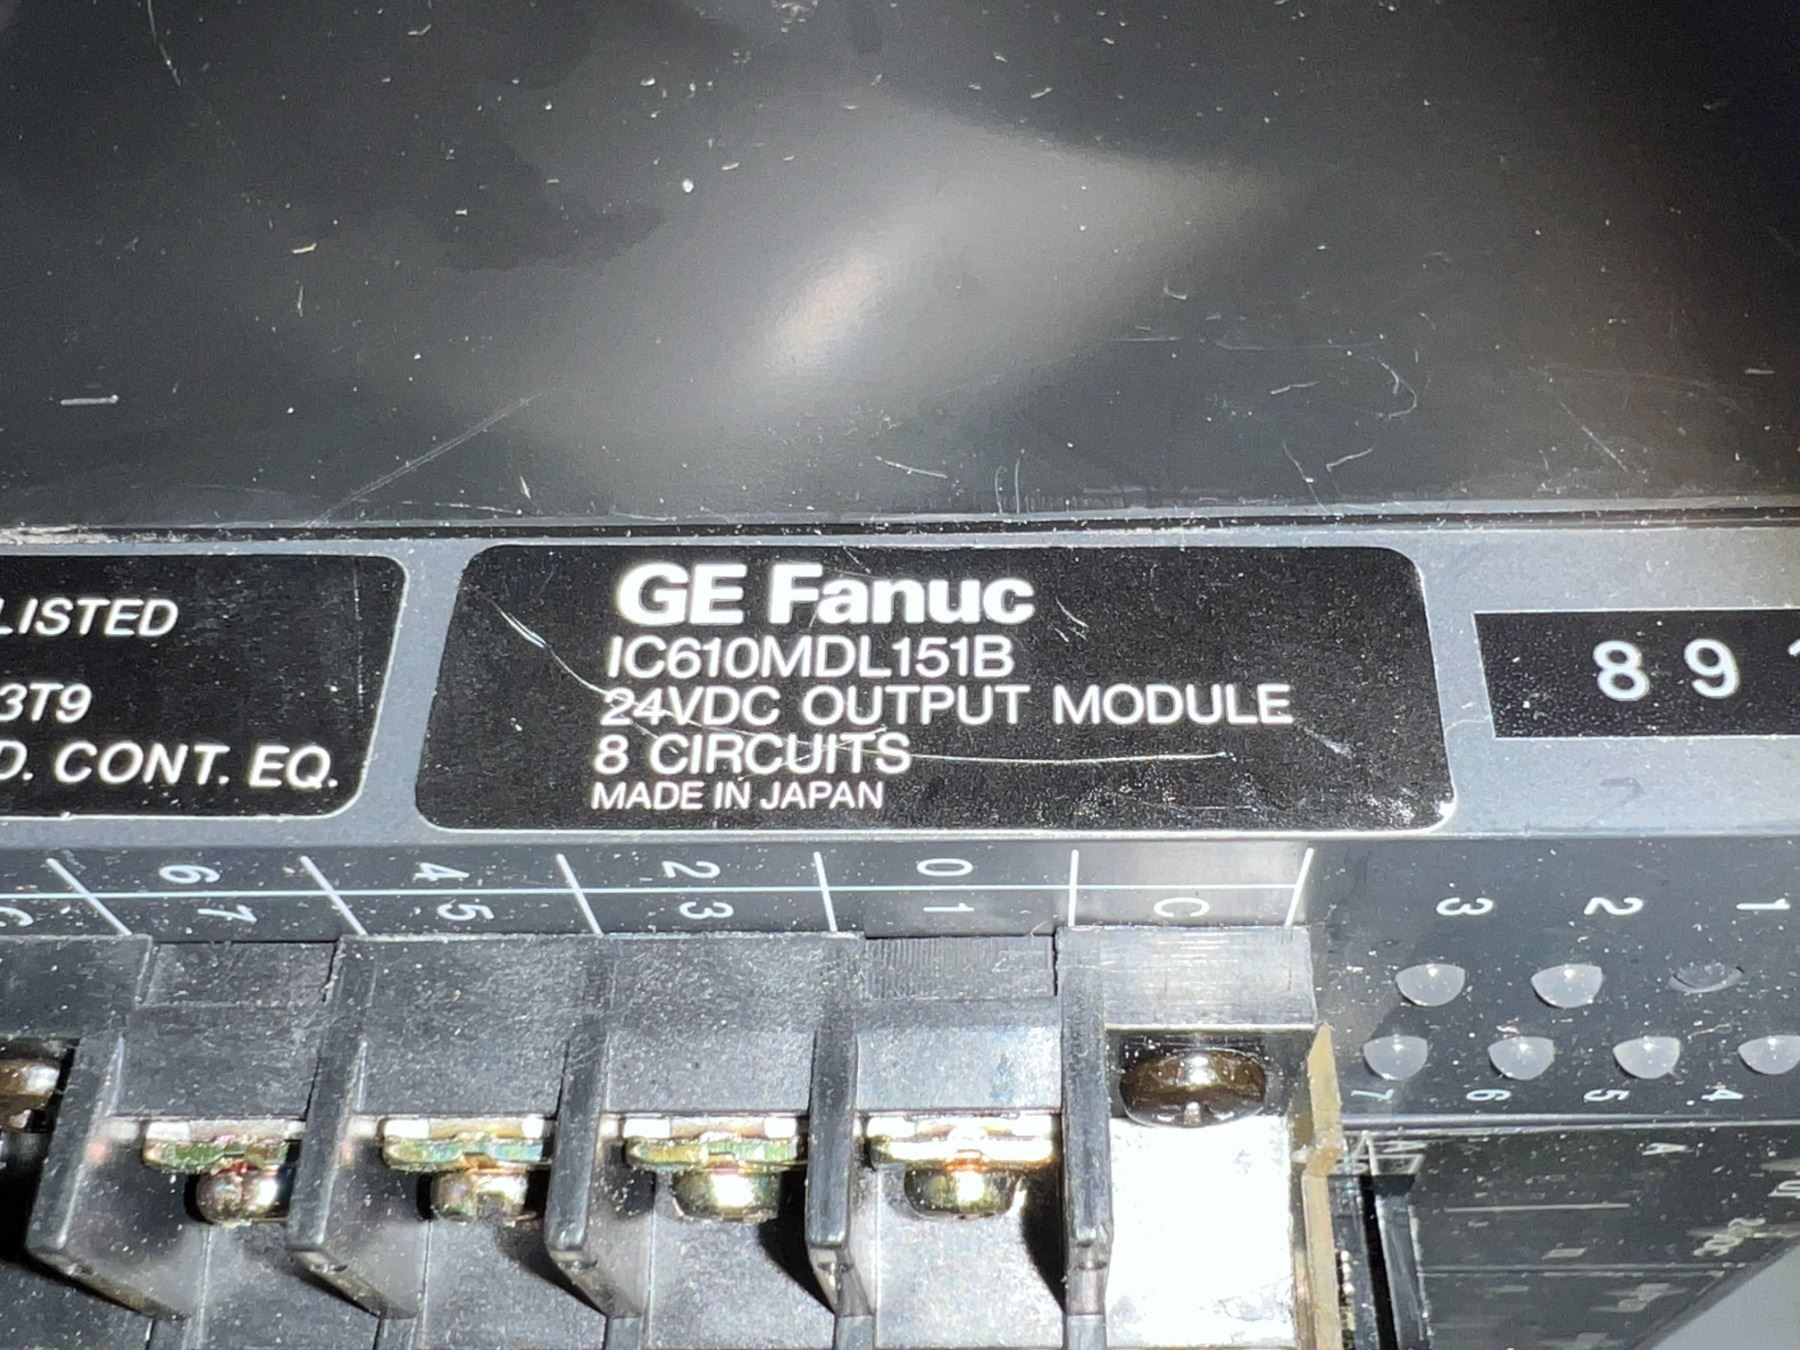 LISTED
3T9
D. CONT. EQ.
GE Fanuc
IC610MDL151B
24VDC OUTPUT MODULE
8 CIRCUITS
MADE IN JAPAN
8 9
6 4 2 0
7 5 3 1 C
3 2 1
7 6 5 4